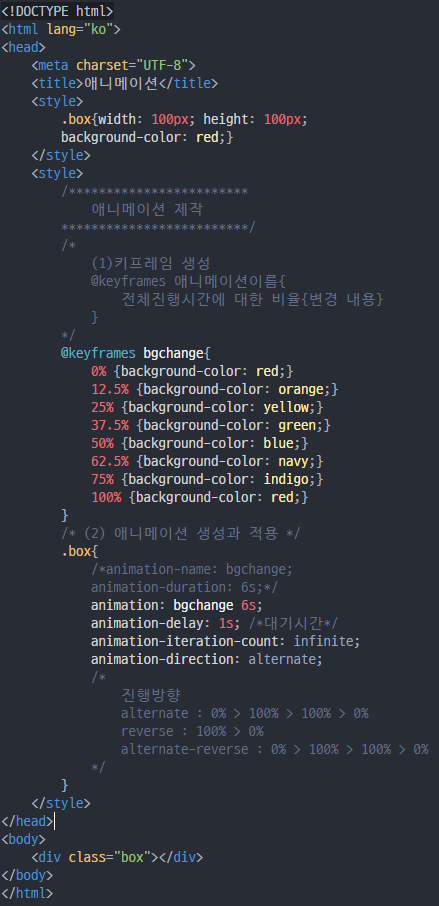 <!DOCTYPE html>
<html lang="ko">
<head>
    <meta charset="UTF-8">
    <title>애니메이션</title>
    <style>
        .box{width: 100px; height: 100px;
        background-color: red;}
    </style>
    <style>
        /************************
            애니메이션 제작
        *************************/
        /*
            (1)키프레임 생성
            @keyframes 애니메이션이름{
                전체진행시간에 대한 비율{변경 내용}
            }
        */
        @keyframes bgchange{
            0% {background-color: red;}
            12.5% {background-color: orange;}
            25% {background-color: yellow;}
            37.5% {background-color: green;}
            50% {background-color: blue;}
            62.5% {background-color: navy;}
            75% {background-color: indigo;}
            100% {background-color: red;}
        }
        /* (2) 애니메이션 생성과 적용 */
        .box{
            /*animation-name: bgchange;
            animation-duration: 6s;*/
            animation: bgchange 6s;
            animation-delay: 1s; /*대기시간*/
            animation-iteration-count: infinite;
            animation-direction: alternate;
            /*
                진행방향
                alternate : 0% > 100% > 100% > 0%
                reverse : 100% > 0%
                alternate-reverse : 0% > 100% > 100% > 0%
            */
        }
    </style>
</head>
<body>
    <div class="box"></div>
</body>
</html>